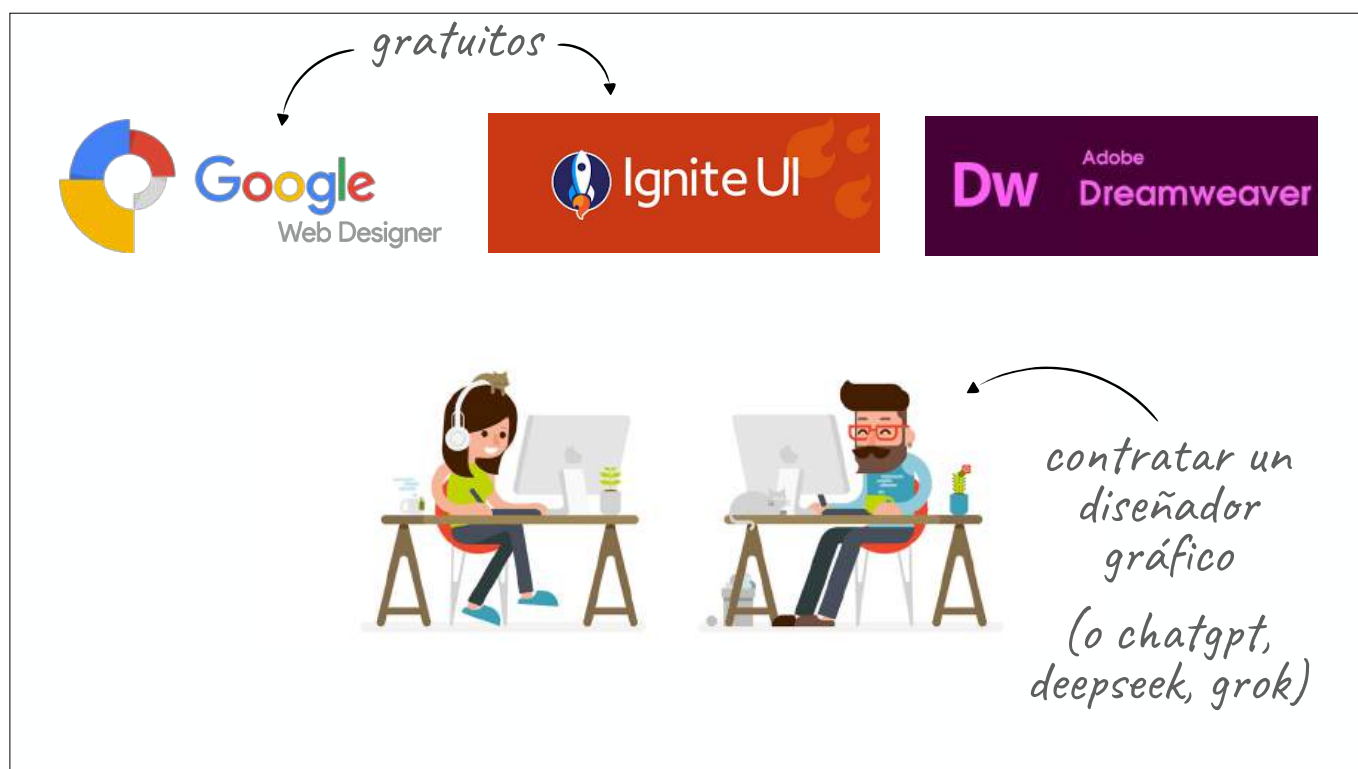 gratuitos
Google
Web Designer
Ignite UI
Dw
Adobe
Dreamweaver
contratar un
diseñador
gráfico
(o chatgpt,
deepseek, grok)